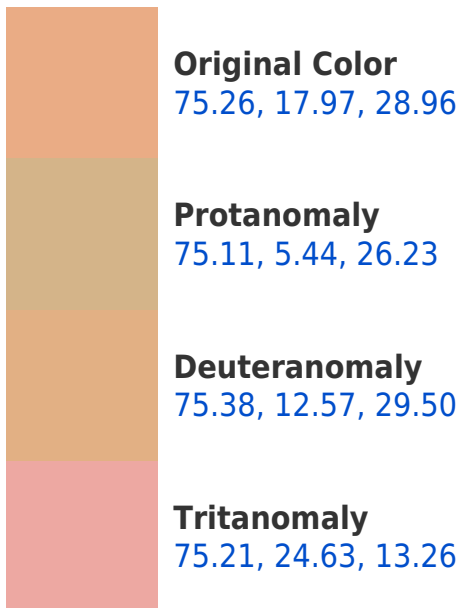 Original Color
75.26, 17.97, 28.96
Protanomaly
75.11, 5.44, 26.23
Deuteranomaly
75.38, 12.57, 29.50
Tritanomaly
75.21, 24.63, 13.26